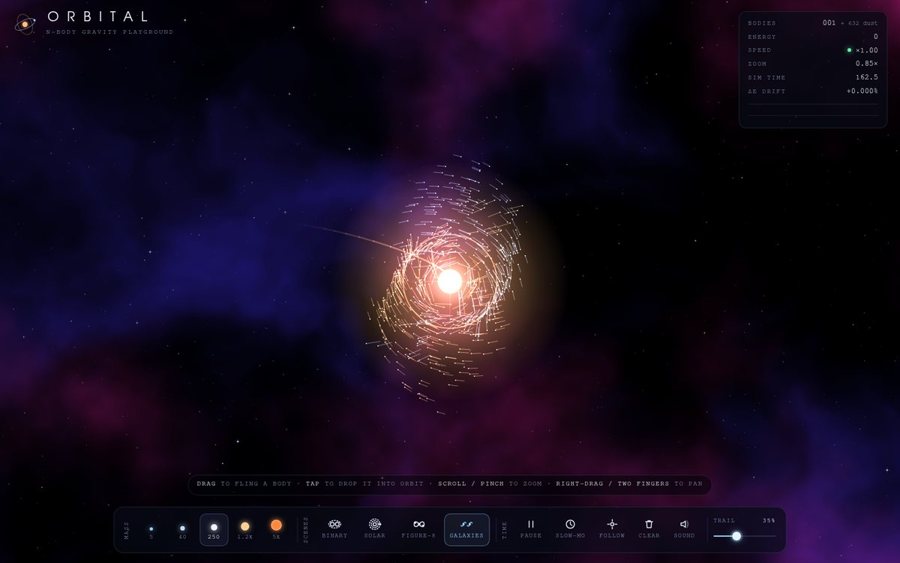 ORBITAL
N-BODY GRAVITY PLAYGROUND
BODIES 001 + 632 dust
ENERGY 0
SPEED ×1.00
ZOOM 0.85×
SIM TIME 162.5
ΔE DRIFT +0.000%
DRAG TO FLING A BODY · TAP TO DROP IT INTO ORBIT · SCROLL / PINCH TO ZOOM · RIGHT-DRAG / TWO FINGERS TO PAN
MASS
5
40
250
1.2K
5K
SCENES
BINARY
SOLAR
FIGURE-8
GALAXIES
TIME
PAUSE
SLOW-MO
FOLLOW
CLEAR
SOUND
TRAIL 35%